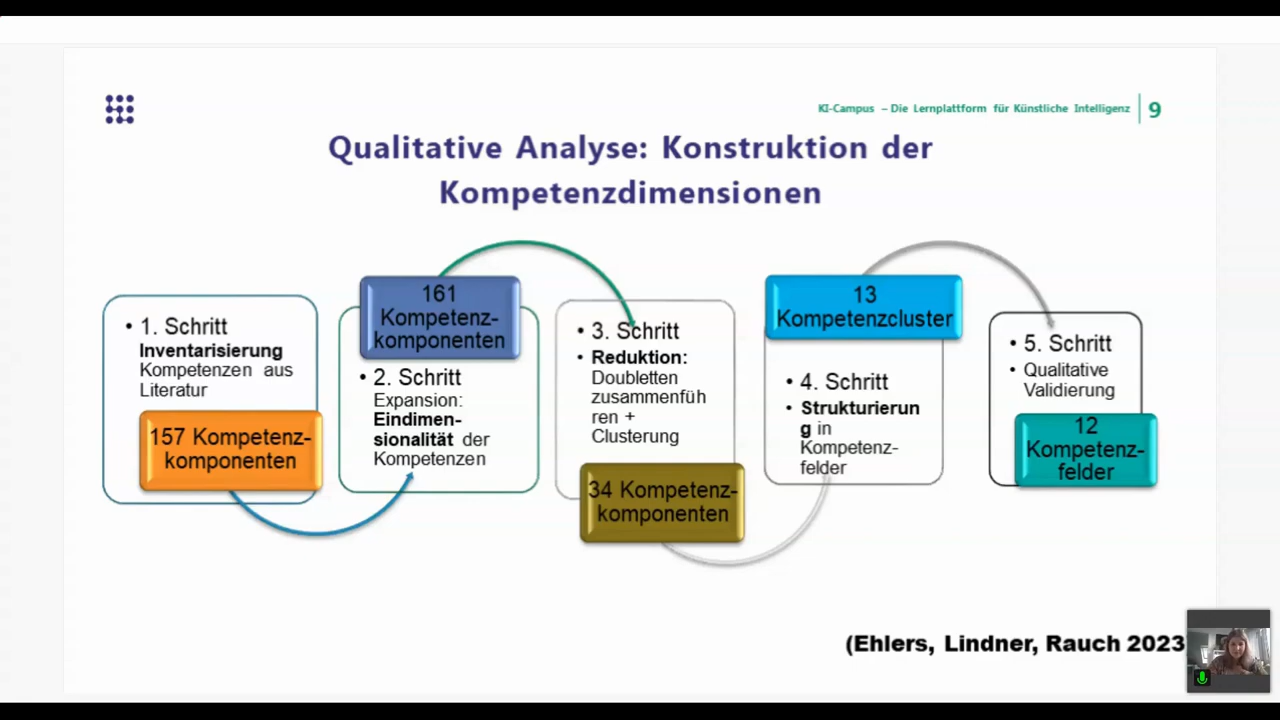 KI-Campus – Die Lernplattform für Künstliche Intelligenz
9
Qualitative Analyse: Konstruktion der
Kompetenzdimensionen
• 1. Schritt
Inventarisierung
Kompetenzen aus
Literatur
157 Kompetenz-
komponenten
161
Kompetenz-
komponenten
• 2. Schritt
Expansion:
Eindimen-
sionalität der
Kompetenzen
• 3. Schritt
• Reduktion:
Doubletten
zusammenfüh
ren +
Clusterung
34 Kompetenz-
komponenten
13
Kompetenzcluster
• 4. Schritt
• Strukturierun
g in
Kompetenz-
felder
• 5. Schritt
• Qualitative
Validierung
12
Kompetenz-
felder
(Ehlers, Lindner, Rauch 2023